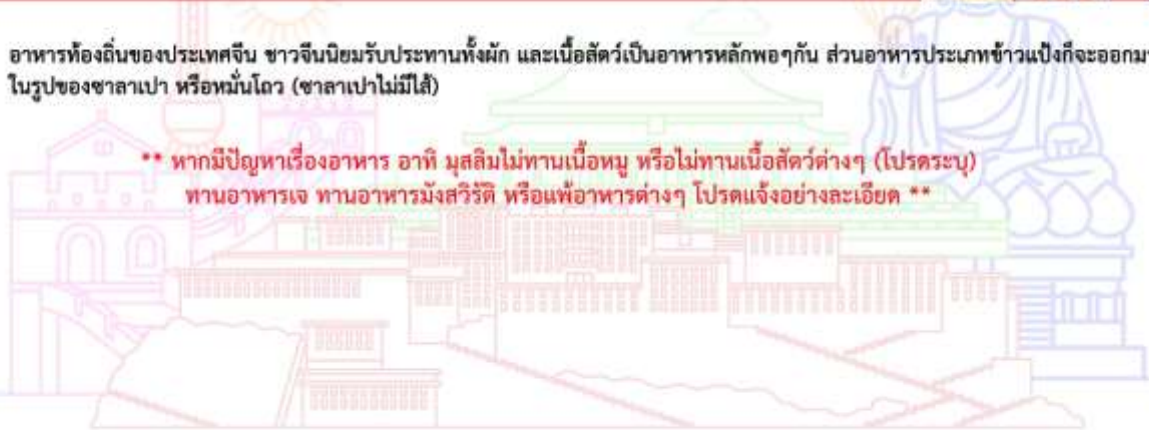 อาหารท้องถิ่นของประเทศจีน ชาวจีนนิยมรับประทานทั้งผัก และเนื้อสัตว์เป็นอาหารหลักพอๆกัน ส่วนอาหารประเภทข้าวแป้งก็จะออกมา
ในรูปของซาลาเปา หรือหมั่นโถว (ซาลาเปาไม่มีไส้)
** หากมีปัญหาเรื่องอาหาร อาทิ มุสลิมไม่ทานเนื้อหมู หรือไม่ทานเนื้อสัตว์ต่างๆ (โปรดระบุ)
ทานอาหารเจ ทานอาหารมังสวิรัติ หรือแพ้อาหารต่างๆ โปรดแจ้งอย่างละเอียด **